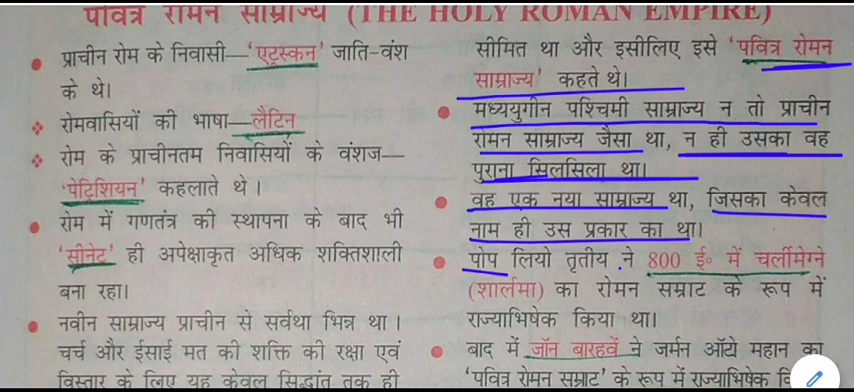 पवित्र रोमन साम्राज्य (THE HOLY ROMAN EMPIRE)
प्राचीन रोम के निवासी—'एट्रस्कन' जाति-वंश
के थे।
रोमवासियों की भाषा—लैटिन
रोम के प्राचीनतम निवासियों के वंशज—
'पेट्रिशियन' कहलाते थे।
रोम में गणतंत्र की स्थापना के बाद भी
'सीनेट' ही अपेक्षाकृत अधिक शक्तिशाली
बना रहा।
नवीन साम्राज्य प्राचीन से सर्वथा भिन्न था।
चर्च और ईसाई मत की शक्ति की रक्षा एवं
विस्तार के लिए यह केवल सिद्धांत तक ही
सीमित था और इसीलिए इसे 'पवित्र रोमन
साम्राज्य' कहते थे।
मध्ययुगीन पश्चिमी साम्राज्य न तो प्राचीन
रोमन साम्राज्य जैसा था, न ही उसका वह
पुराना सिलसिला था।
वह एक नया साम्राज्य था, जिसका केवल
नाम ही उस प्रकार का था।
पोप लियो तृतीय ने 800 ई॰ में चर्लीमेग्ने
(शार्लमा) का रोमन सम्राट के रूप में
राज्याभिषेक किया था।
बाद में जॉन बारहवें ने जर्मन ऑटो महान का
'पवित्र रोमन सम्राट' के रूप में राज्याभिषेक